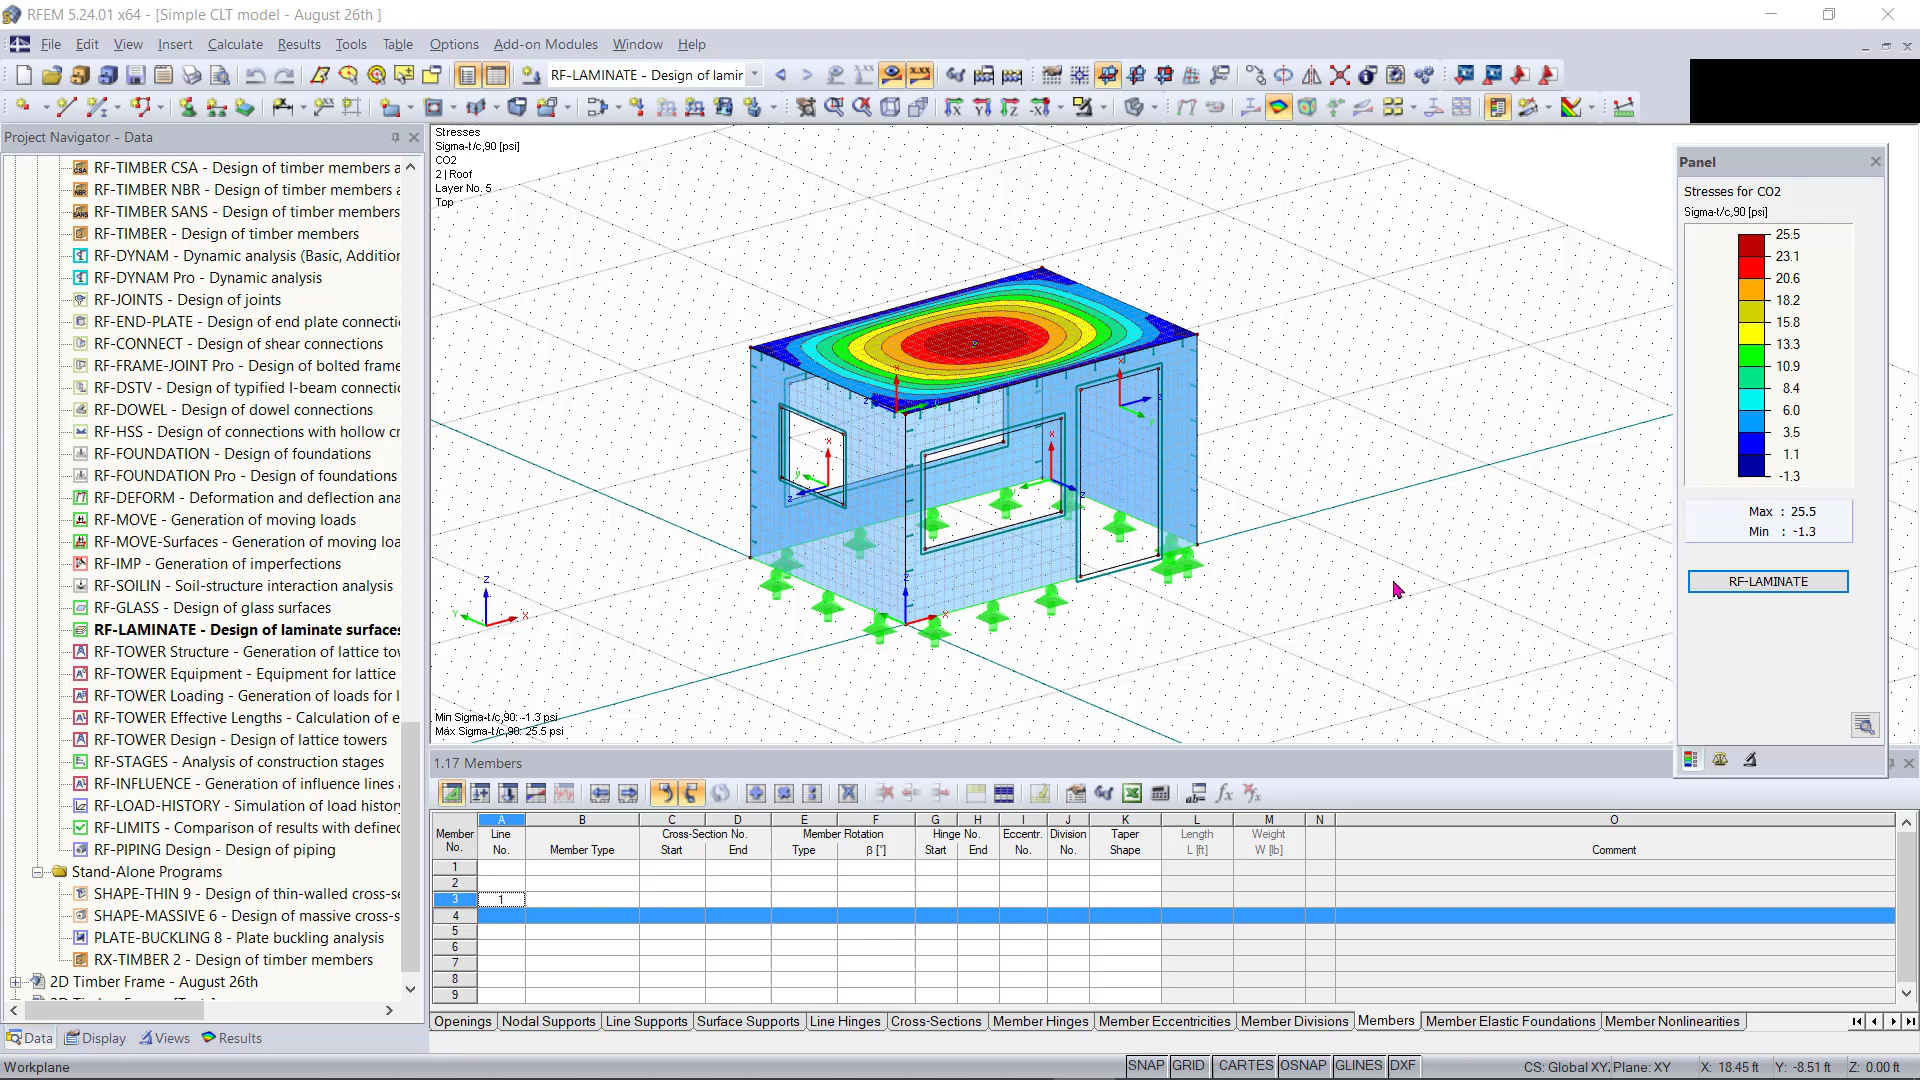 RFEM 5.24.01 x64 - [Simple CLT model - August 26th ]
File Edit View Insert Calculate Results Tools Table Options Add-on Modules Window Help
RF-LAMINATE - Design of lamir
Project Navigator - Data
RF-TIMBER CSA - Design of timber members a
RF-TIMBER NBR - Design of timber members a
RF-TIMBER SANS - Design of timber members
RF-TIMBER - Design of timber members
RF-DYNAM - Dynamic analysis (Basic, Addition
RF-DYNAM Pro - Dynamic analysis
RF-JOINTS - Design of joints
RF-END-PLATE - Design of end plate connecti
RF-CONNECT - Design of shear connections
RF-FRAME-JOINT Pro - Design of bolted frame
RF-DSTV - Design of typified I-beam connectio
RF-DOWEL - Design of dowel connections
RF-HSS - Design of connections with hollow cr
RF-FOUNDATION - Design of foundations
RF-FOUNDATION Pro - Design of foundations
RF-DEFORM - Deformation and deflection ana
RF-MOVE - Generation of moving loads
RF-MOVE-Surfaces - Generation of moving loa
RF-IMP - Generation of imperfections
RF-SOILIN - Soil-structure interaction analysis
RF-GLASS - Design of glass surfaces
RF-LAMINATE - Design of laminate surfaces
RF-TOWER Structure - Generation of lattice tow
RF-TOWER Equipment - Equipment for lattice
RF-TOWER Loading - Generation of loads for l
RF-TOWER Effective Lengths - Calculation of e
RF-TOWER Design - Design of lattice towers
RF-STAGES - Analysis of construction stages
RF-INFLUENCE - Generation of influence lines a
RF-LOAD-HISTORY - Simulation of load history
RF-LIMITS - Comparison of results with define
RF-PIPING Design - Design of piping
Stand-Alone Programs
SHAPE-THIN 9 - Design of thin-walled cross-se
SHAPE-MASSIVE 6 - Design of massive cross-s
PLATE-BUCKLING 8 - Plate buckling analysis
RX-TIMBER 2 - Design of timber members
2D Timber Frame - August 26th
Data Display Views Results
Stresses
Sigma-t/c,90 [psi]
CO2
2 | Roof
Layer No. 5
Top
Z
Y
X
Min Sigma-t/c,90: -1.3 psi
Max Sigma-t/c,90: 25.5 psi
Panel
Stresses for CO2
Sigma-t/c,90 [psi]
25.5
23.1
20.6
18.2
15.8
13.3
10.9
8.4
6.0
3.5
1.1
-1.3
Max : 25.5
Min : -1.3
RF-LAMINATE
1.17 Members
A B C D E F G H I J K L M N O
Member Line Cross-Section No. Member Rotation Hinge No. Eccentr. Division Taper Length Weight
No. No. Member Type Start End Type β [°] Start End No. No. Shape L [ft] W [lb] Comment
1
2
3 1
4
5
6
7
8
9
Openings Nodal Supports Line Supports Surface Supports Line Hinges Cross-Sections Member Hinges Member Eccentricities Member Divisions Members Member Elastic Foundations Member Nonlinearities
Workplane SNAP GRID CARTES OSNAP GLINES DXF CS: Global XYZ Plane: XY X: 18.45 ft Y: -8.51 ft Z: 0.00 ft